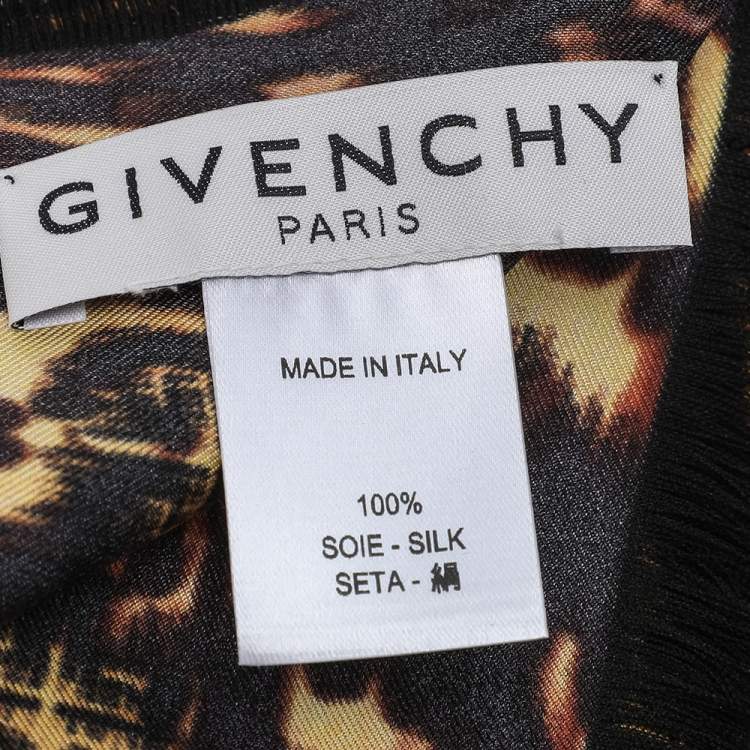 GIVENCHY
PARIS
MADE IN ITALY
100%
SOIE - SILK
SETA - 絹